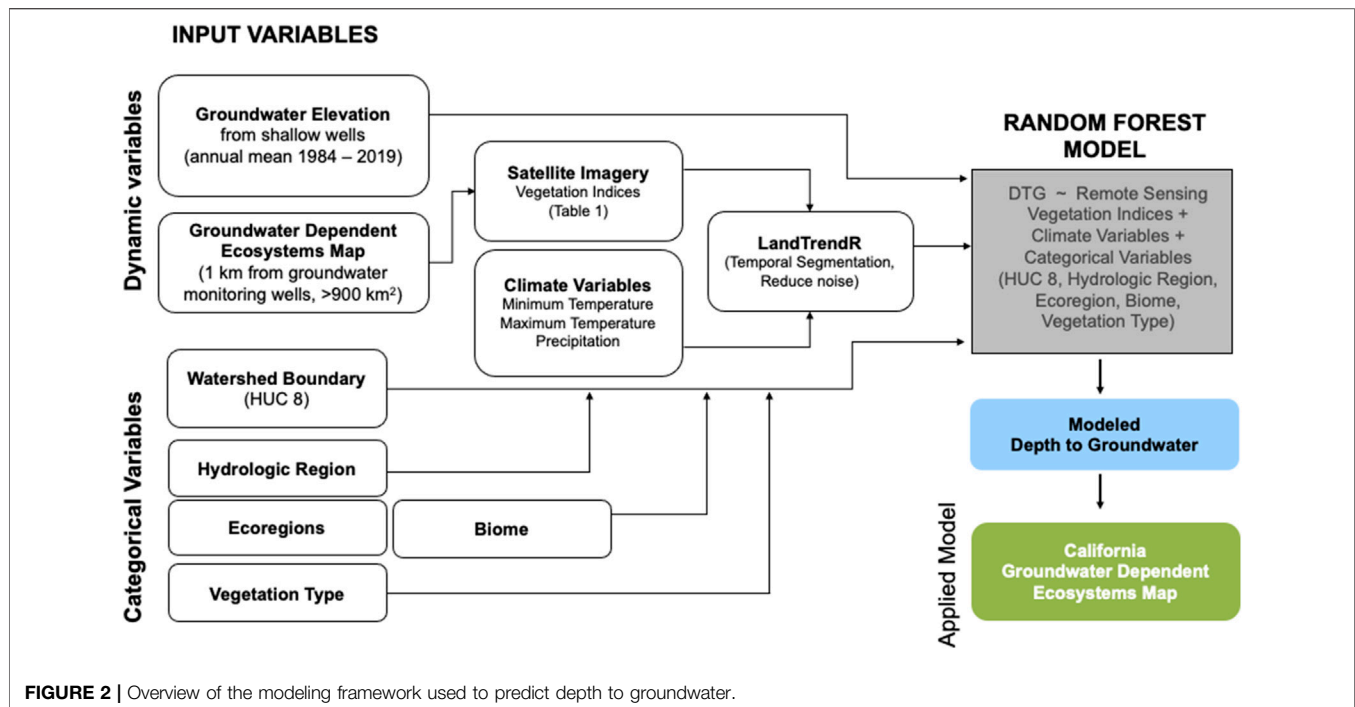 INPUT VARIABLES
Dynamic variables
Groundwater Elevation
from shallow wells
(annual mean 1984 – 2019)
Groundwater Dependent
Ecosystems Map
(1 km from groundwater
monitoring wells, >900 km²)
Satellite Imagery
Vegetation Indices
(Table 1)
Climate Variables
Minimum Temperature
Maximum Temperature
Precipitation
LandTrendR
(Temporal Segmentation,
Reduce noise)
Categorical Variables
Watershed Boundary
(HUC 8)
Hydrologic Region
Ecoregions
Biome
Vegetation Type
RANDOM FOREST
MODEL
DTG ~ Remote Sensing
Vegetation Indices +
Climate Variables +
Categorical Variables
(HUC 8, Hydrologic Region,
Ecoregion, Biome,
Vegetation Type)
Modeled
Depth to Groundwater
Applied Model
California
Groundwater Dependent
Ecosystems Map
FIGURE 2 | Overview of the modeling framework used to predict depth to groundwater.